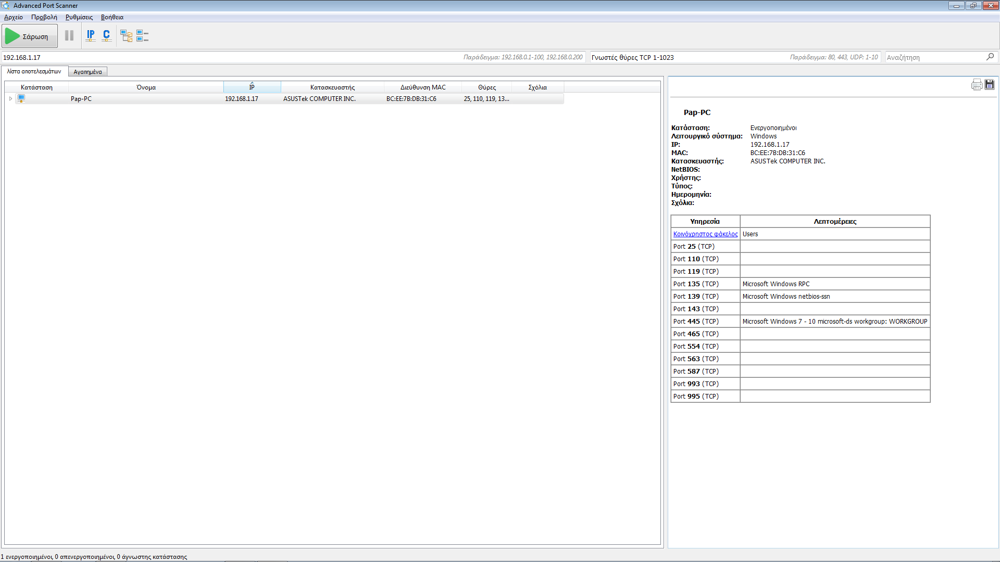 Advanced Port Scanner
Αρχείο Προβολή Ρυθμίσεις Βοήθεια
Σάρωση IP C
192.168.1.17 Παράδειγμα: 192.168.0.1-100, 192.168.0.200 Γνωστές θύρες TCP 1-1023 Παράδειγμα: 80, 443, UDP: 1-10 Αναζήτηση
λίστα αποτελεσμάτων Αγαπημένα
Κατάσταση Όνομα IP Κατασκευαστής Διεύθυνση MAC Θύρες Σχόλια
Pap-PC 192.168.1.17 ASUSTek COMPUTER INC. BC:EE:7B:DB:31:C6 25, 110, 119, 13...
Pap-PC
Κατάσταση: Ενεργοποιημένοι
Λειτουργικό σύστημα: Windows
IP: 192.168.1.17
MAC: BC:EE:7B:DB:31:C6
Κατασκευαστής: ASUSTek COMPUTER INC.
NetBIOS:
Χρήστης:
Τύπος:
Ημερομηνία:
Σχόλια:
Υπηρεσία Λεπτομέρειες
Κοινόχρηστος φάκελος Users
Port 25 (TCP)
Port 110 (TCP)
Port 119 (TCP)
Port 135 (TCP) Microsoft Windows RPC
Port 139 (TCP) Microsoft Windows netbios-ssn
Port 143 (TCP)
Port 445 (TCP) Microsoft Windows 7 - 10 microsoft-ds workgroup: WORKGROUP
Port 465 (TCP)
Port 554 (TCP)
Port 563 (TCP)
Port 587 (TCP)
Port 993 (TCP)
Port 995 (TCP)
1 ενεργοποιημένοι, 0 απενεργοποιημένοι, 0 άγνωστης κατάστασης